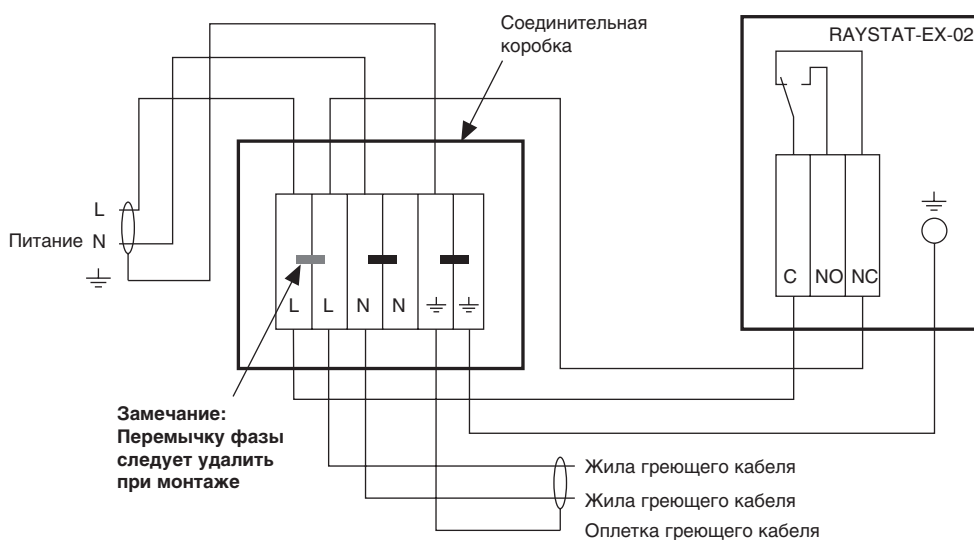 Соединительная
коробка
RAYSTAT-EX-02
L
Питание N
C NO NC
L L N N
Замечание:
Перемычку фазы
следует удалить
при монтаже
Жила греющего кабеля
Жила греющего кабеля
Оплетка греющего кабеля